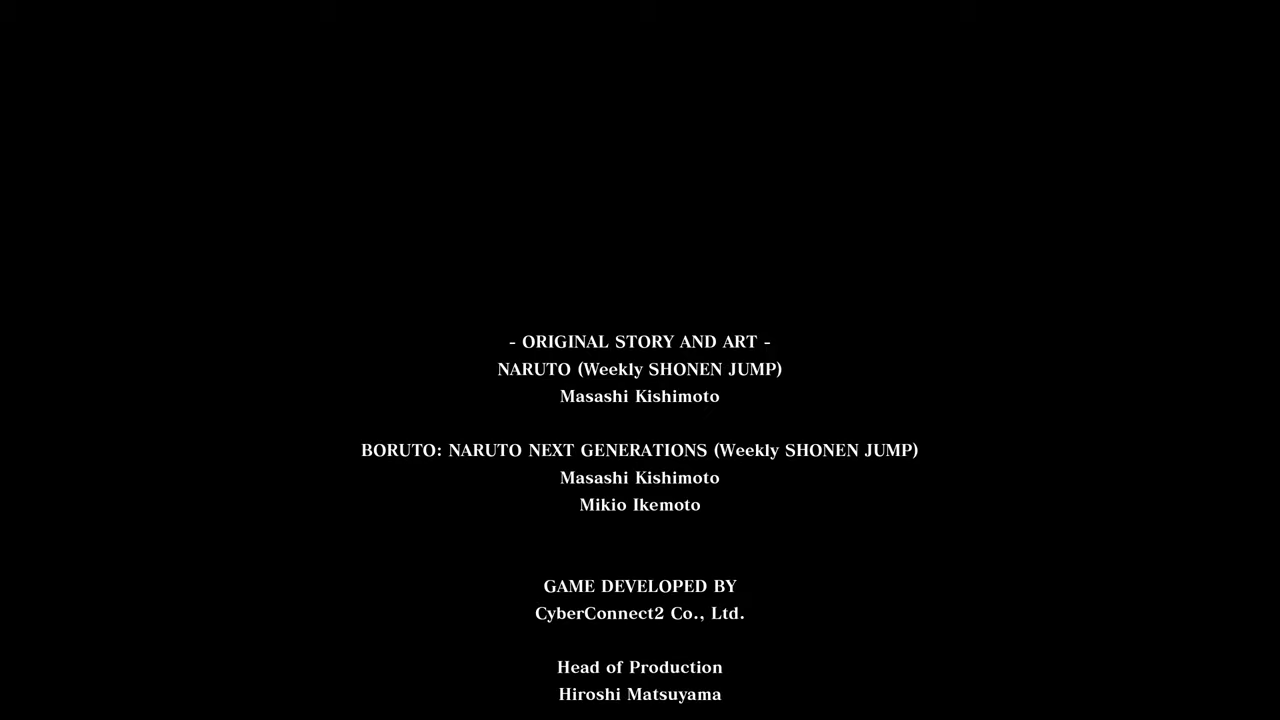 - ORIGINAL STORY AND ART -
NARUTO (Weekly SHONEN JUMP)
Masashi Kishimoto
BORUTO: NARUTO NEXT GENERATIONS (Weekly SHONEN JUMP)
Masashi Kishimoto
Mikio Ikemoto
GAME DEVELOPED BY
CyberConnect2 Co., Ltd.
Head of Production
Hiroshi Matsuyama